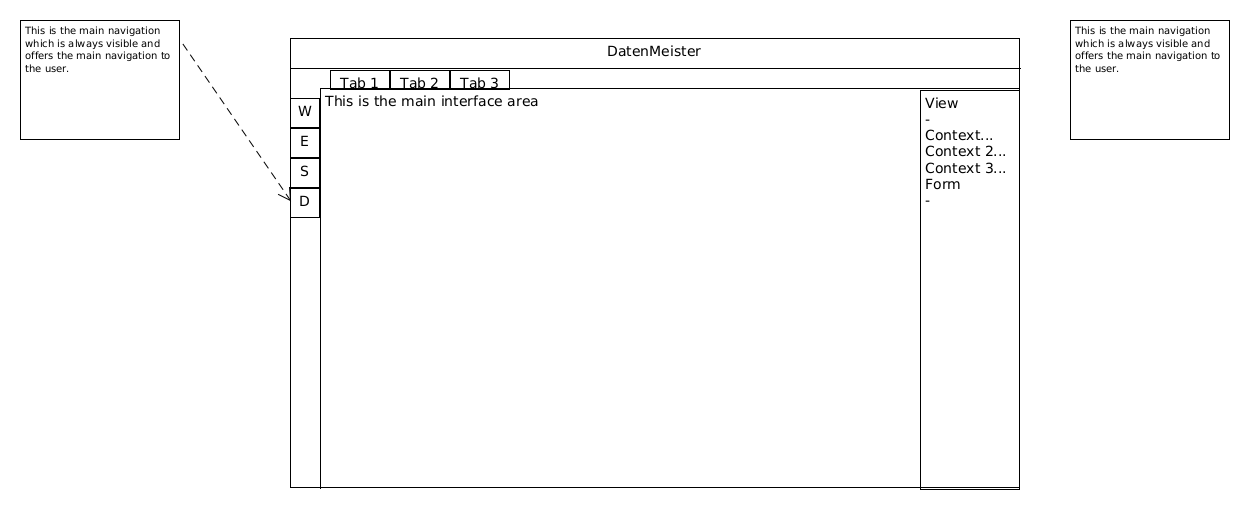 This is the main navigation
which is always visible and
offers the main navigation to
the user.
DatenMeister
Tab 1 Tab 2 Tab 3
This is the main interface area
W
E
S
D
View
-
Context...
Context 2...
Context 3...
Form
-
This is the main navigation
which is always visible and
offers the main navigation to
the user.